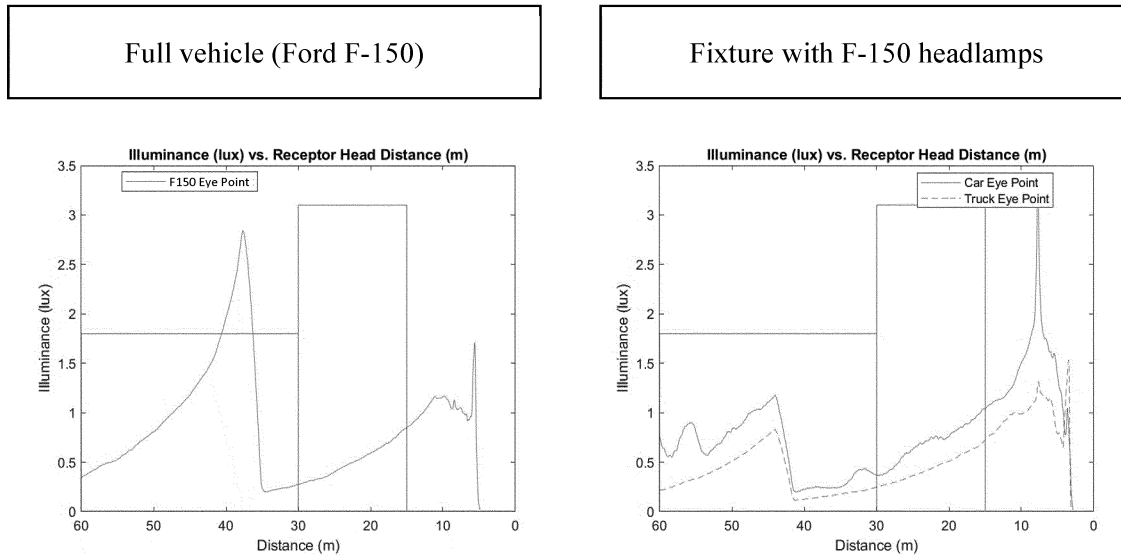 Full vehicle (Ford F-150)
Fixture with F-150 headlamps
Illuminance (lux) vs. Receptor Head Distance (m)
F150 Eye Point
Illuminance (lux)
3.5
3
2.5
2
1.5
1
0.5
0
60 50 40 30 20 10 0
Distance (m)
Illuminance (lux) vs. Receptor Head Distance (m)
Car Eye Point
Truck Eye Point
Illuminance (lux)
3.5
3
2.5
2
1.5
1
0.5
0
60 50 40 30 20 10 0
Distance (m)